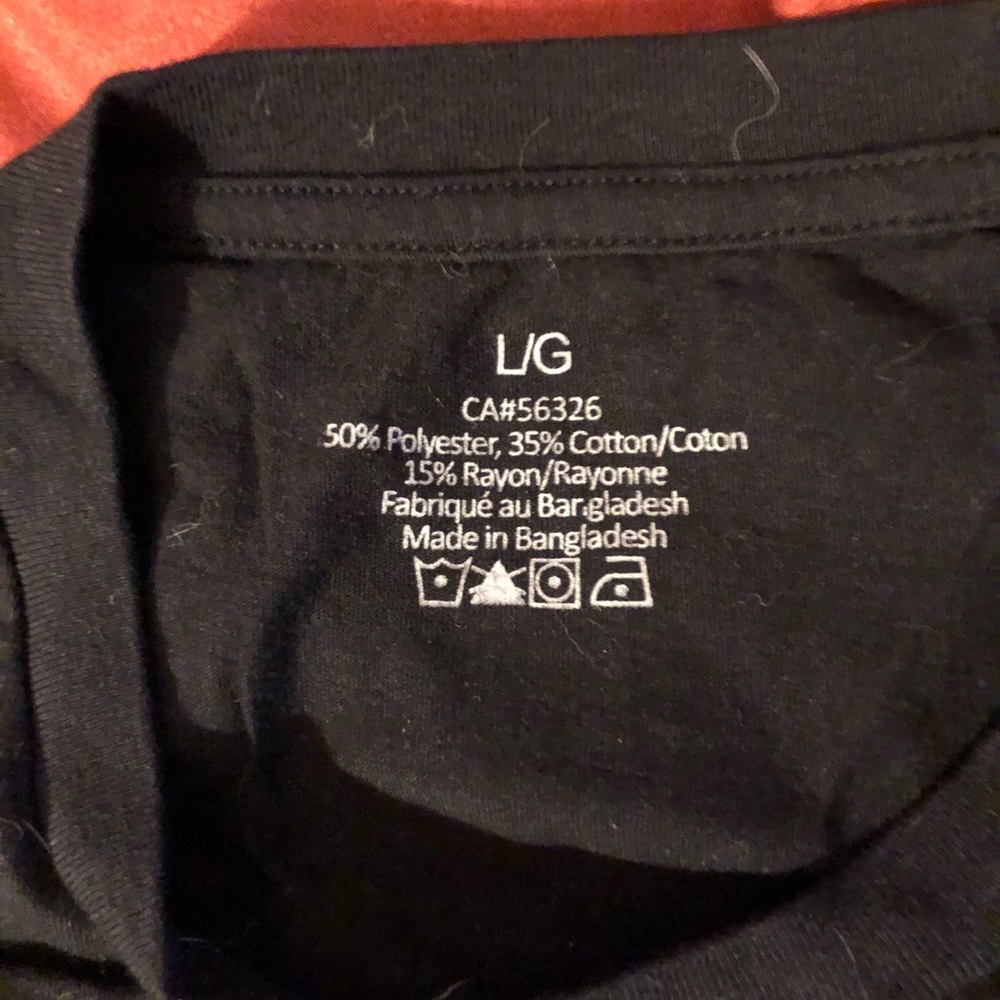 L/G
CA#56326
50% Polyester, 35% Cotton/Coton
15% Rayon/Rayonne
Fabriqué au Bangladesh
Made in Bangladesh